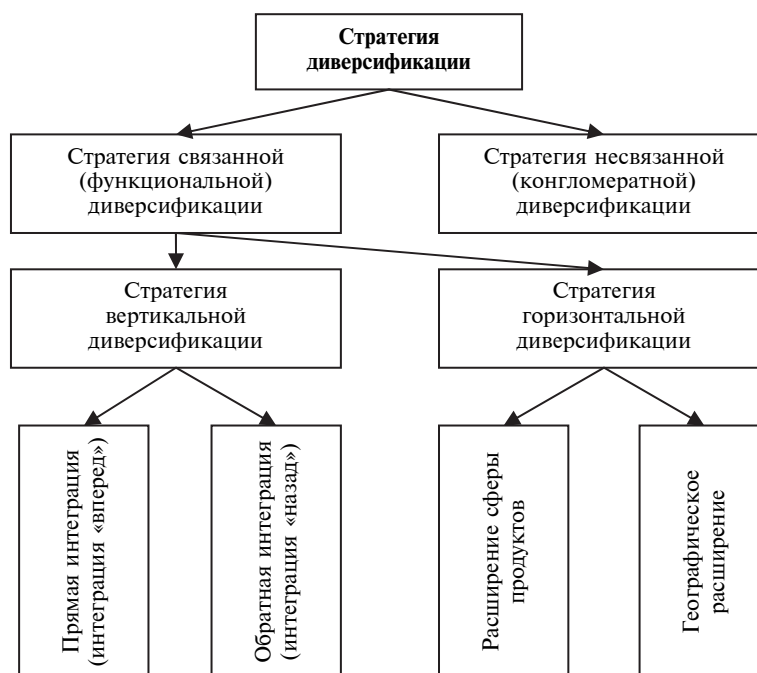 Стратегия
диверсификации
Стратегия связанной
(функциональной)
диверсификации
Стратегия несвязанной
(конгломератной)
диверсификации
Стратегия
вертикальной
диверсификации
Стратегия
горизонтальной
диверсификации
Прямая интеграция
(интеграция «вперед»)
Обратная интеграция
(интеграция «назад»)
Расширение сферы
продуктов
Географическое
расширение